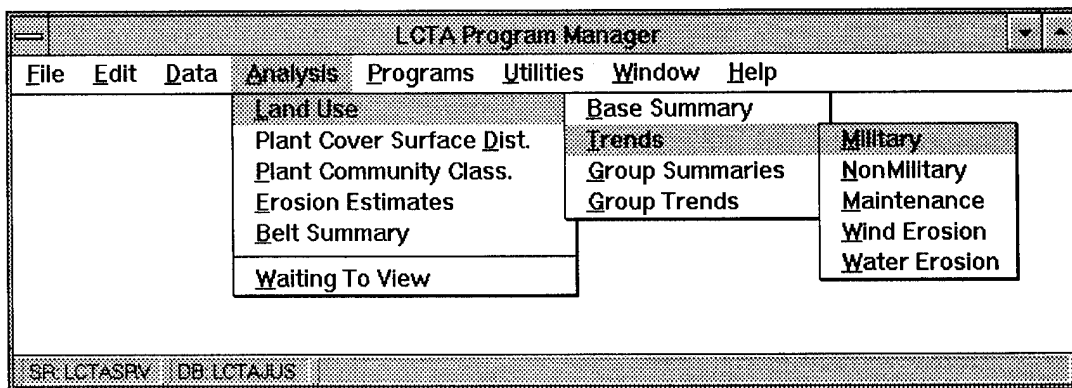 LCTA Program Manager
File Edit Data Analysis Programs Utilities Window Help
Land Use
Plant Cover Surface Dist.
Plant Community Class.
Erosion Estimates
Belt Summary
Waiting To View
Base Summary
Trends
Group Summaries
Group Trends
Military
NonMilitary
Maintenance
Wind Erosion
Water Erosion
SR: LCTASRV DB: LCTAJUS